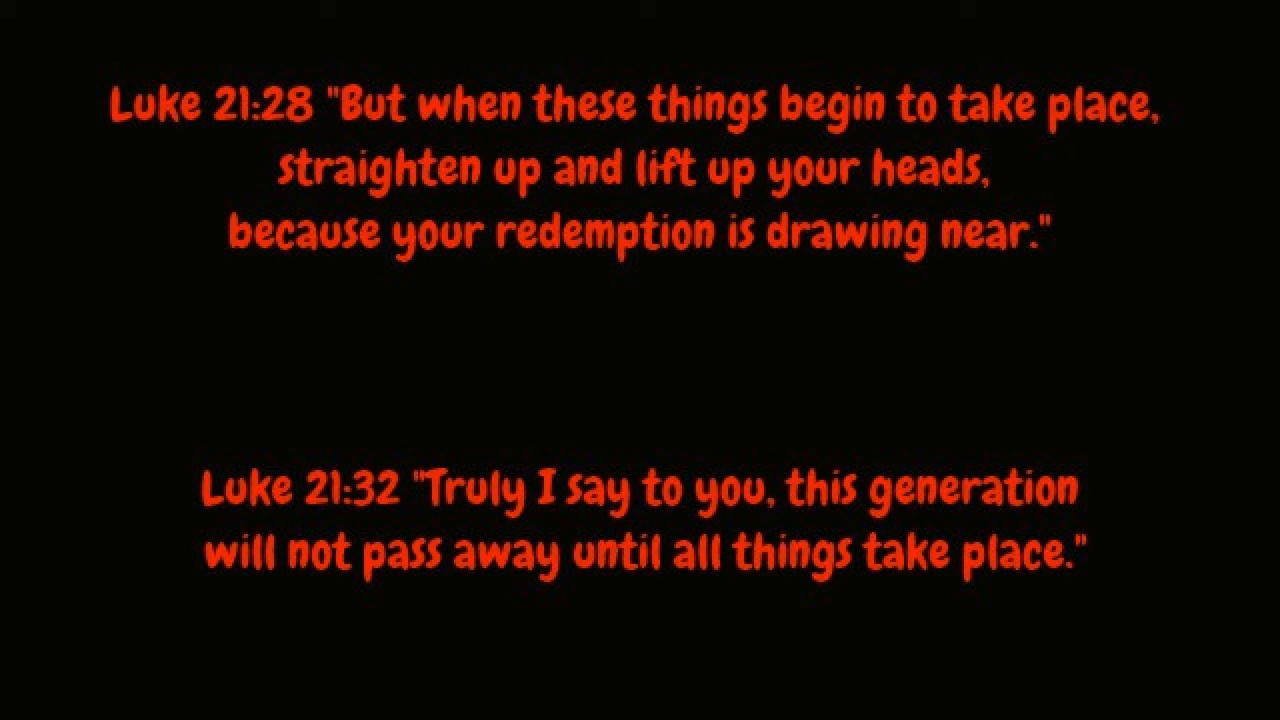 Luke 21:28 "But when these things begin to take place,
straighten up and lift up your heads,
because your redemption is drawing near."
Luke 21:32 "Truly I say to you, this generation
will not pass away until all things take place."